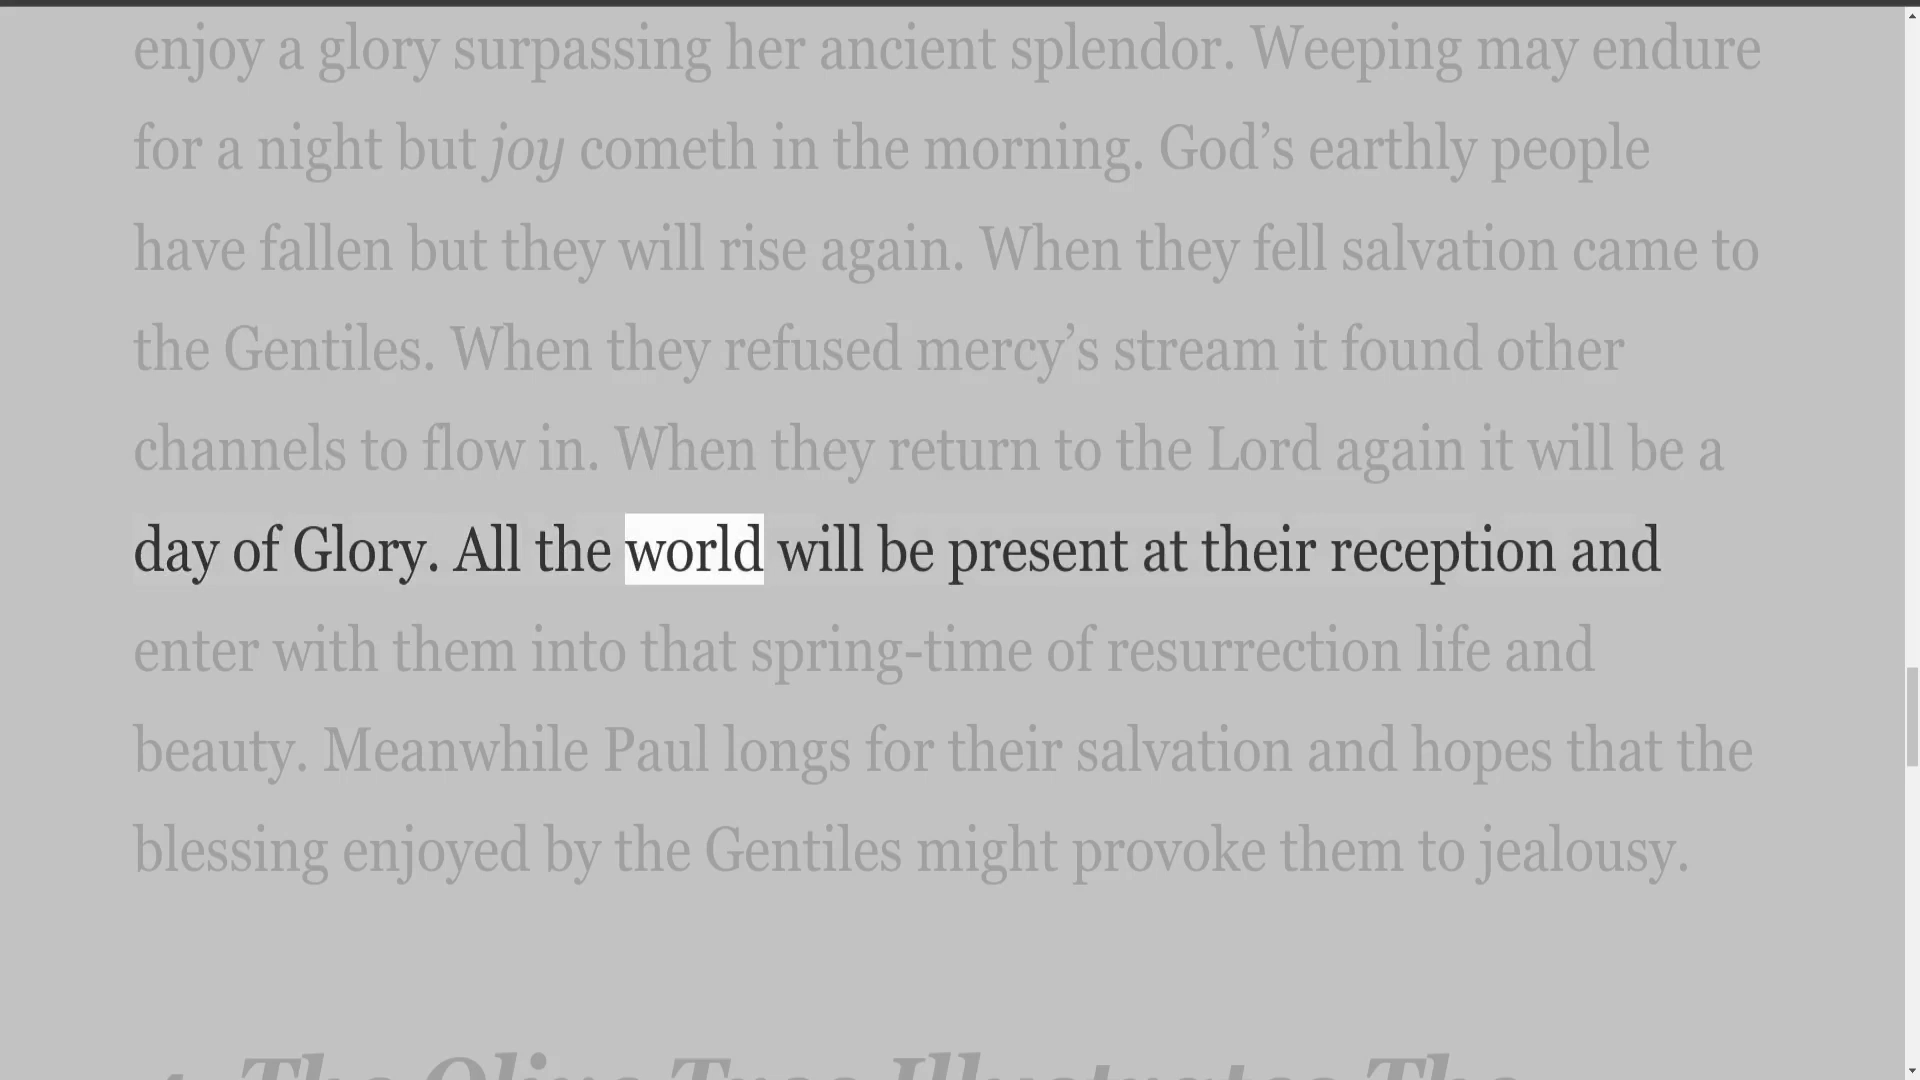 enjoy a glory surpassing her ancient splendor. Weeping may endure
for a night but joy cometh in the morning. God’s earthly people
have fallen but they will rise again. When they fell salvation came to
the Gentiles. When they refused mercy’s stream it found other
channels to flow in. When they return to the Lord again it will be a
day of Glory. All the world will be present at their reception and
enter with them into that spring-time of resurrection life and
beauty. Meanwhile Paul longs for their salvation and hopes that the
blessing enjoyed by the Gentiles might provoke them to jealousy.
The Olive Tree Illustrates The